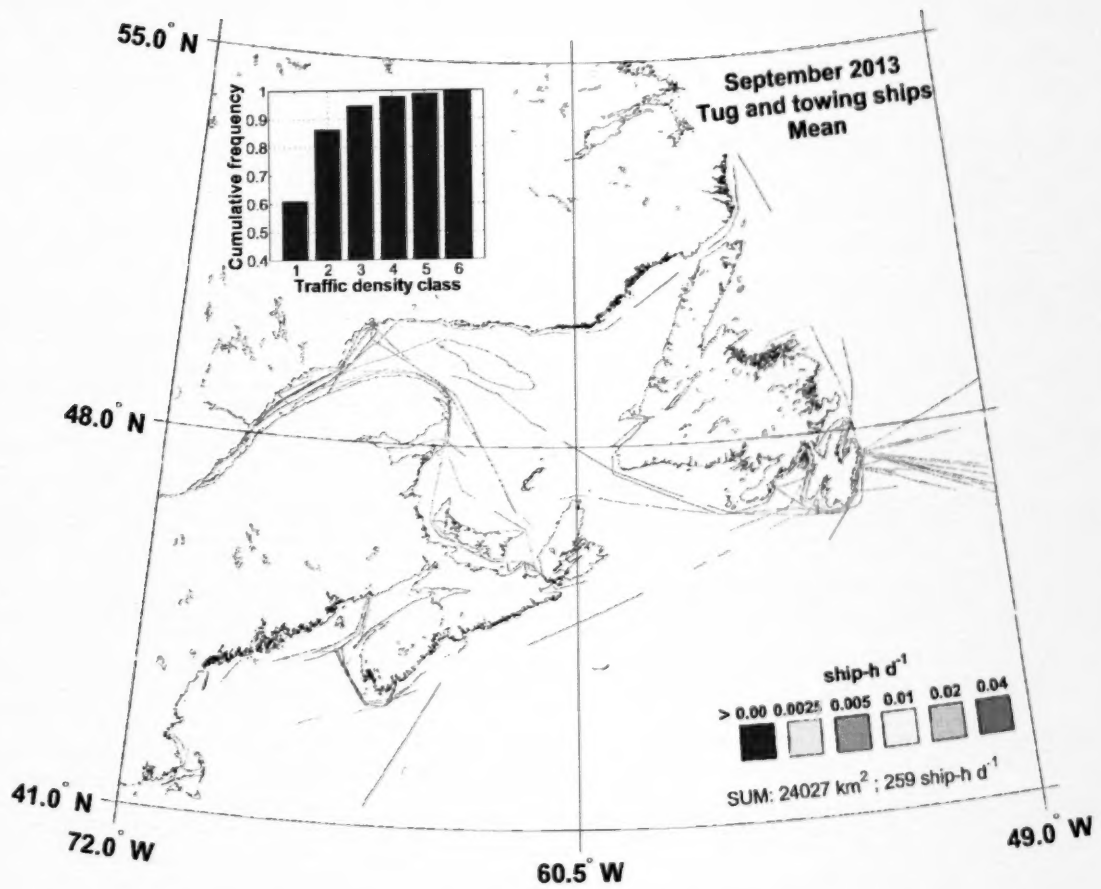 55.0° N
September 2013
Tug and towing ships
Mean
Cumulative frequency
1
0.9
0.8
0.7
0.6
0.5
0.4
1 2 3 4 5 6
Traffic density class
48.0° N
ship-h d-1
> 0.00 0.0025 0.005 0.01 0.02 0.04
SUM: 24027 km2 ; 259 ship-h d-1
41.0° N
72.0° W
60.5° W
49.0° W